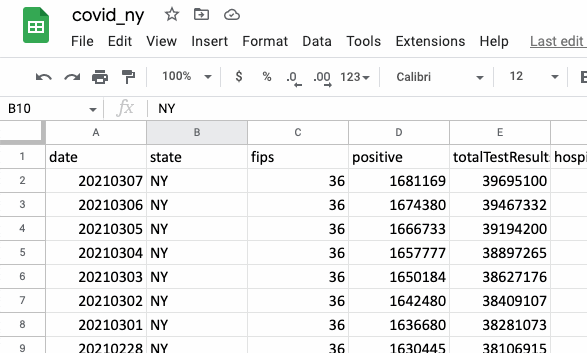 covid_ny
File Edit View Insert Format Data Tools Extensions Help Last edit
100% $ % .0 .00 123 Calibri 12 B
B10 fx NY
A B C D E
1 date state fips positive totalTestResult hospi
2 20210307 NY 36 1681169 39695100
3 20210306 NY 36 1674380 39467332
4 20210305 NY 36 1666733 39194200
5 20210304 NY 36 1657777 38897265
6 20210303 NY 36 1650184 38627176
7 20210302 NY 36 1642480 38409107
8 20210301 NY 36 1636680 38281073
9 20210228 NY 36 1630445 38106915